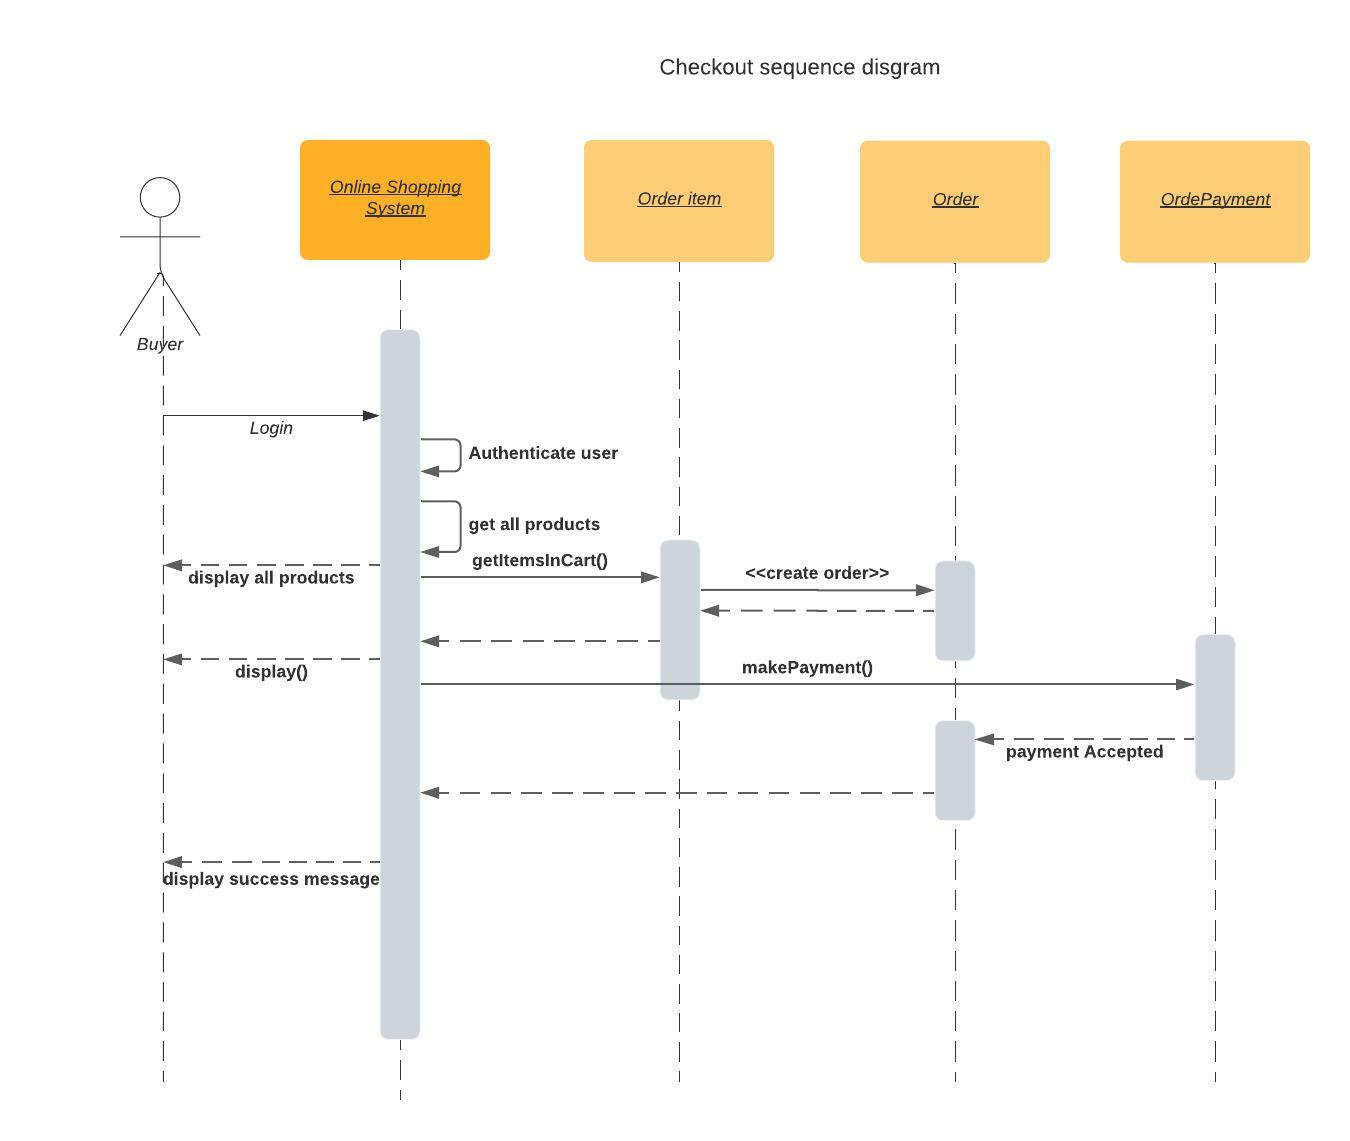 Checkout sequence disgram
Online Shopping
System
Order item
Order
OrdePayment
Buyer
Login
Authenticate user
get all products
getItemsInCart()
<<create order>>
display all products
makePayment()
display()
payment Accepted
display success message